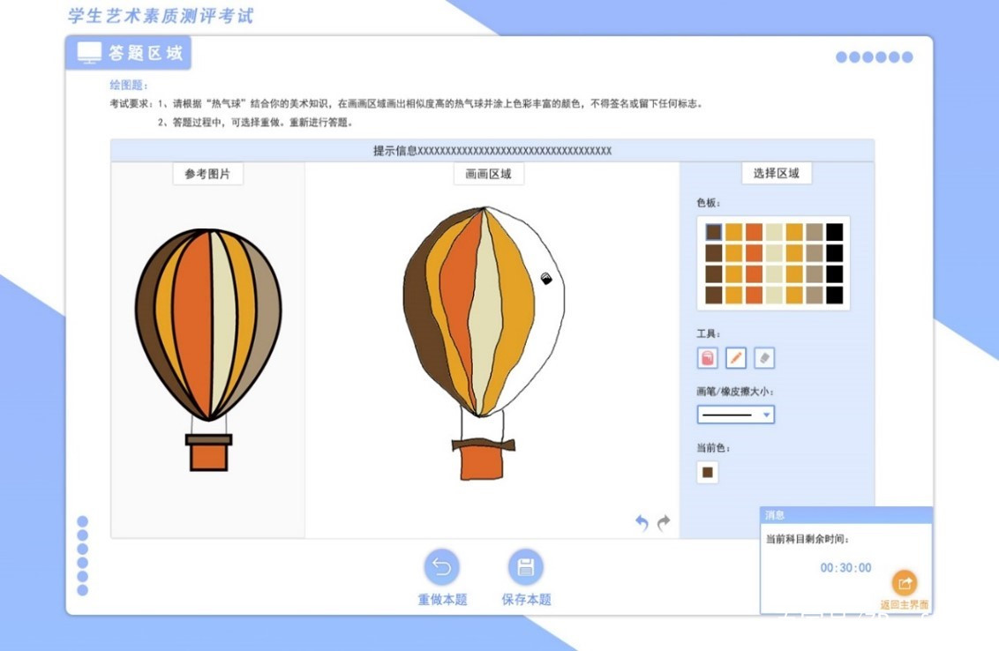 学生艺术素质测评考试
答题区域
绘图题：
考试要求：1、请根据“热气球”结合你的美术知识，在画画区域画出相似度高的热气球并涂上色彩丰富的颜色，不得签名或留下任何标志。
2、答题过程中，可选择重做。重新进行答题。
提示信息XXXXXXXXXXXXXXXXXXXXXXXXXXXXXXXXXXX
参考图片
画画区域
选择区域
色板：
工具：
画笔/橡皮擦大小：
当前色：
消息
当前科目剩余时间：
00:30:00
返回主界面
重做本题
保存本题